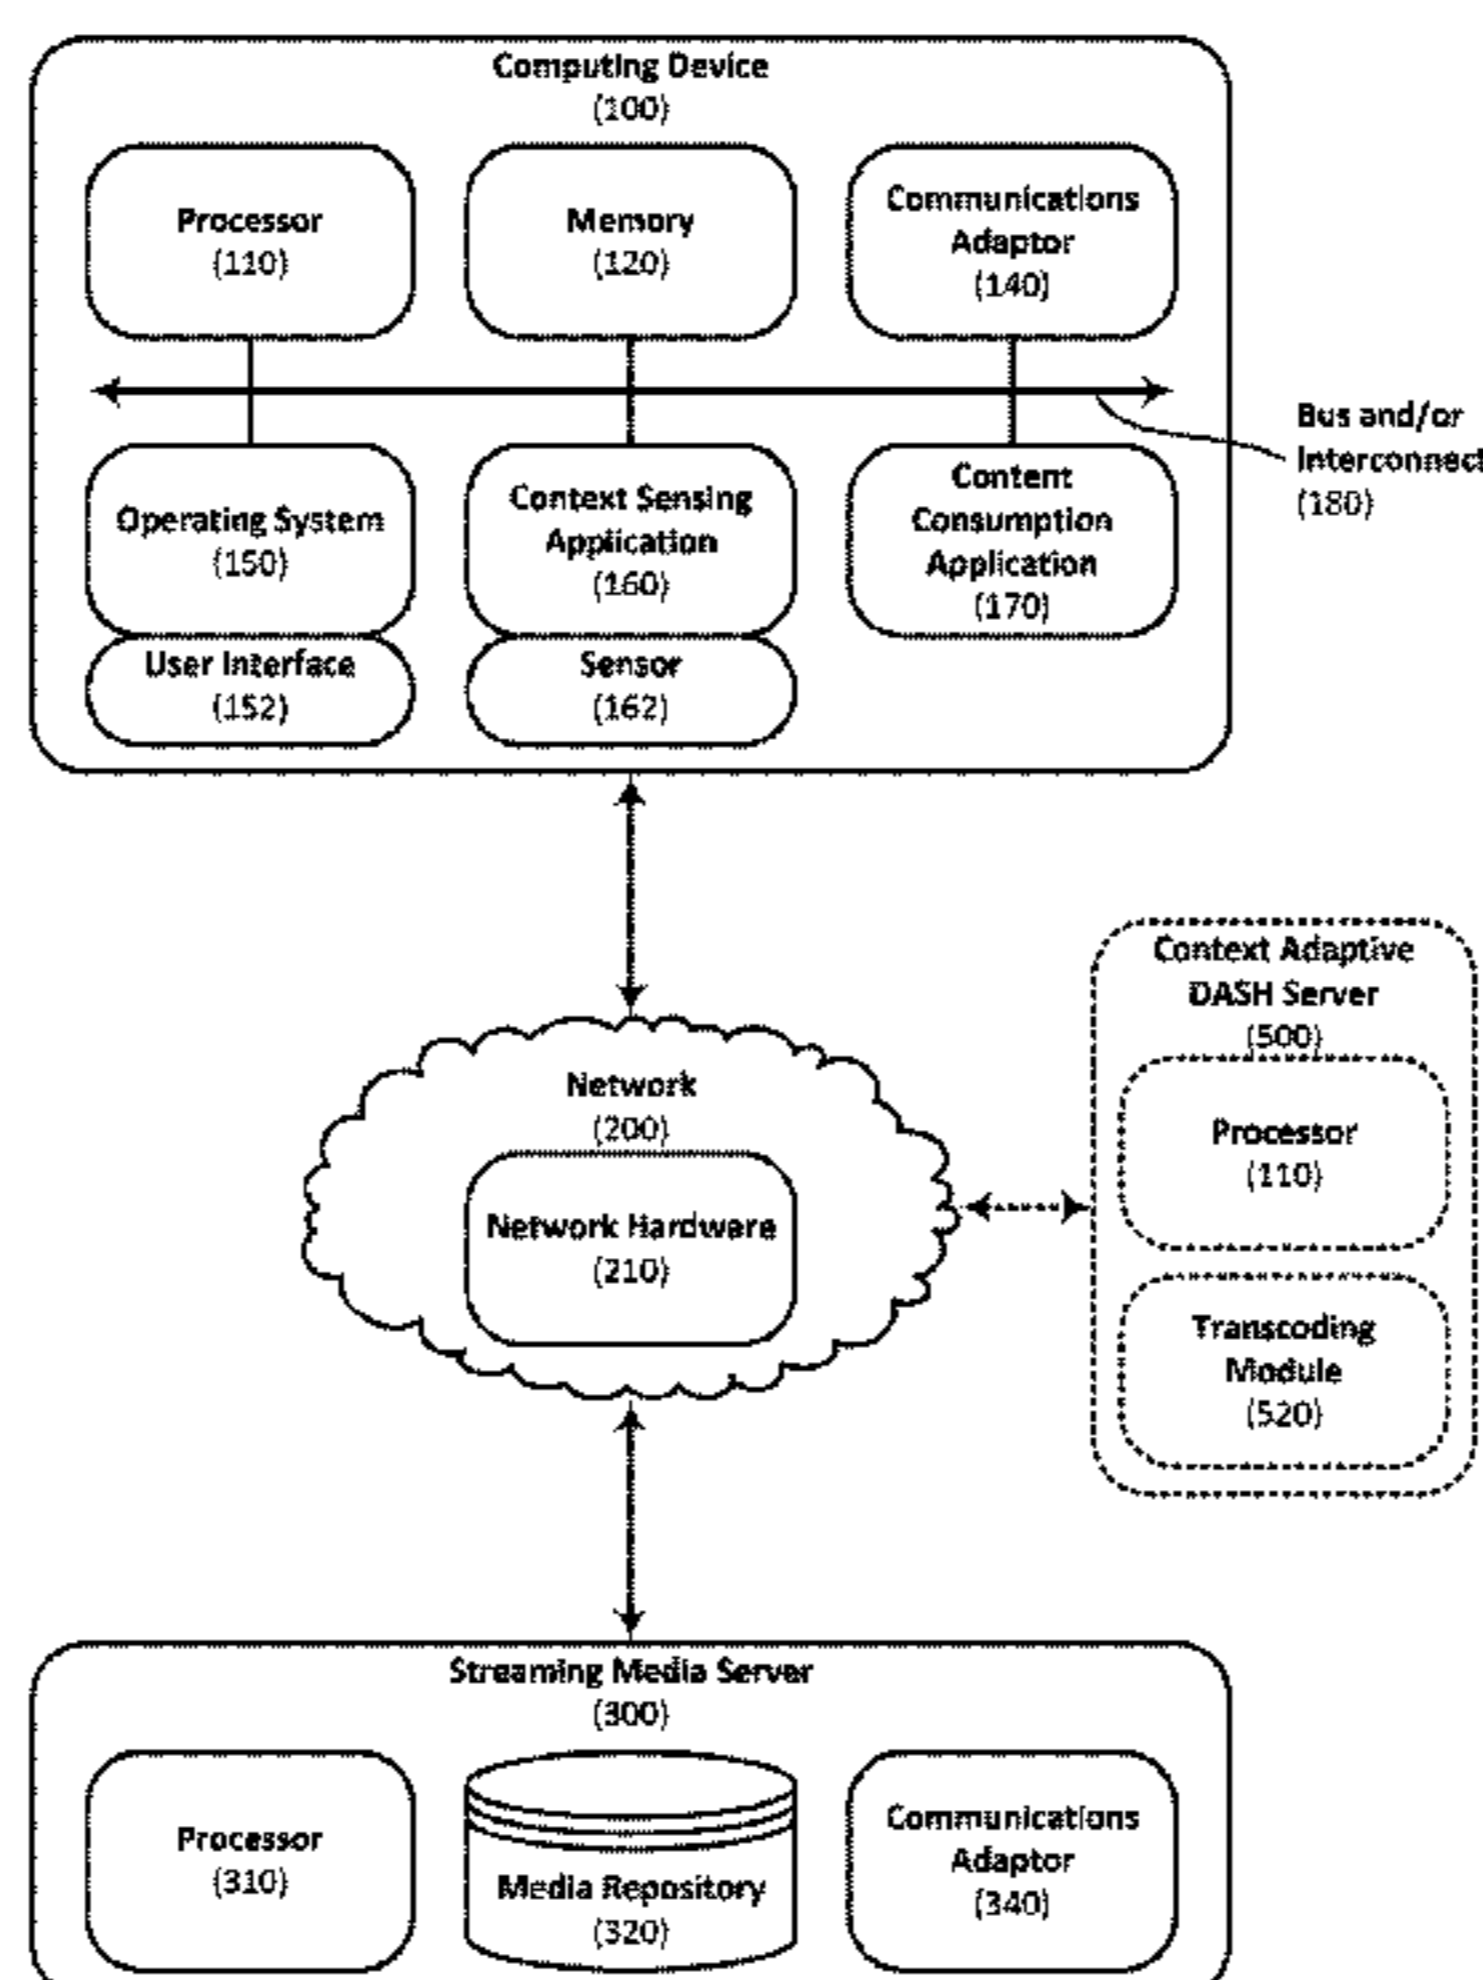 Computing Device
(100)
Processor
(110)
Memory
(120)
Communications
Adaptor
(140)
Bus and/or
Interconnect
(180)
Operating System
(150)
Context Sensing
Application
(160)
Content
Consumption
Application
(170)
User Interface
(152)
Sensor
(162)
Context Adaptive
DASH Server
(500)
Network
(200)
Processor
(110)
Network Hardware
(210)
Transcoding
Module
(520)
Streaming Media Server
(300)
Processor
(310)
Media Repository
(320)
Communications
Adaptor
(340)